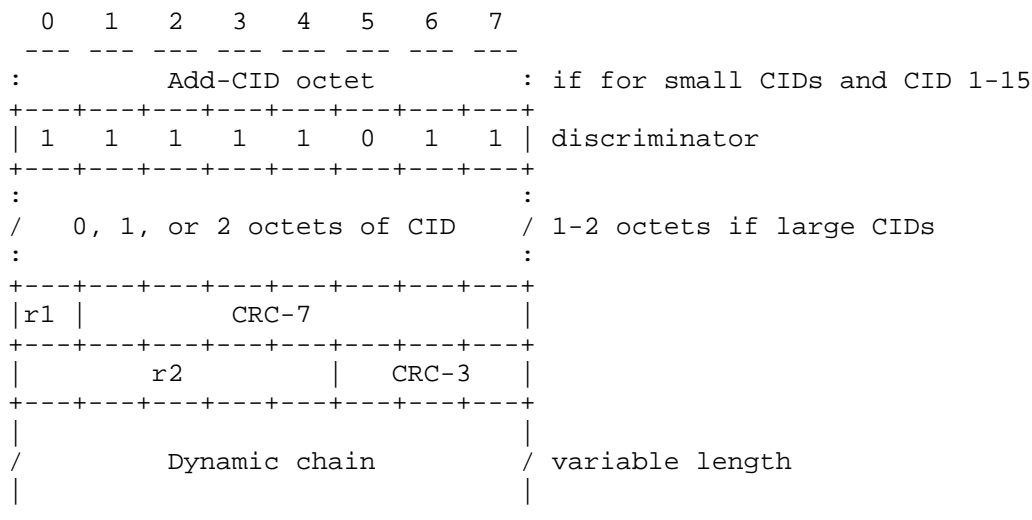 0   1   2   3   4   5   6   7
 --- --- --- --- --- --- --- ---
:         Add-CID octet         : if for small CIDs and CID 1-15
+---+---+---+---+---+---+---+---+
| 1   1   1   1   1   0   1   1 | discriminator
+---+---+---+---+---+---+---+---+
:                               :
/   0, 1, or 2 octets of CID    / 1-2 octets if large CIDs
:                               :
+---+---+---+---+---+---+---+---+
|r1 |         CRC-7             |
+---+---+---+---+---+---+---+---+
|        r2         |   CRC-3   |
+---+---+---+---+---+---+---+---+
|                               |
/         Dynamic chain         / variable length
|                               |